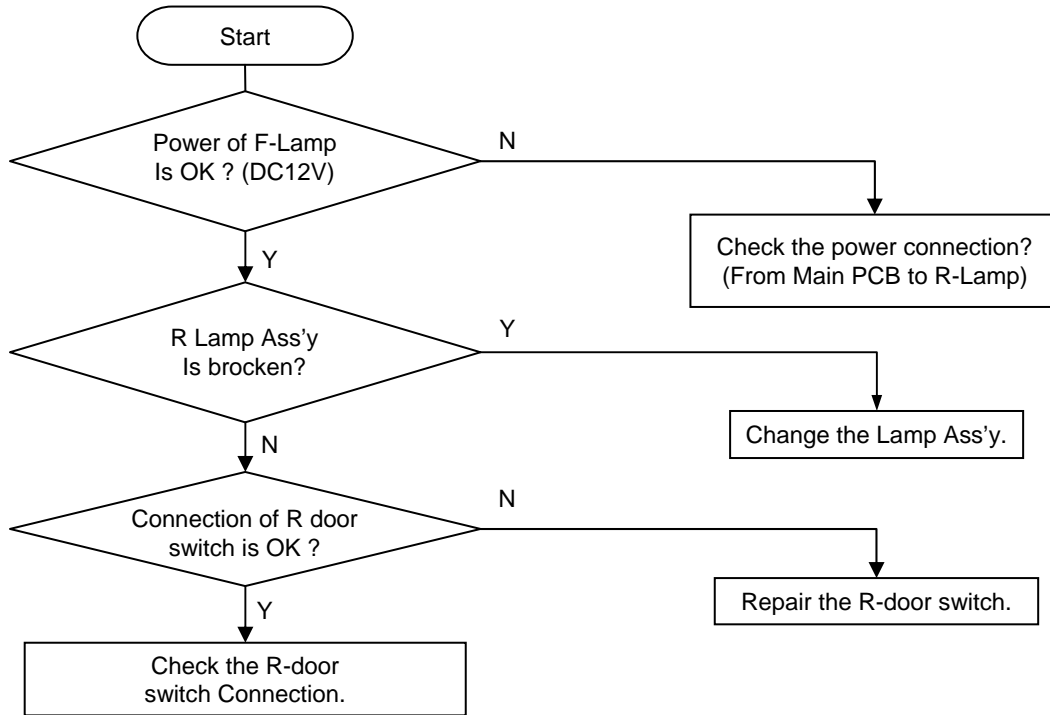 Start
Power of F-Lamp
Is OK ? (DC12V)
N
Check the power connection?
(From Main PCB to R-Lamp)
Y
R Lamp Ass’y
Is brocken?
Y
Change the Lamp Ass’y.
N
Connection of R door
switch is OK ?
N
Repair the R-door switch.
Y
Check the R-door
switch Connection.